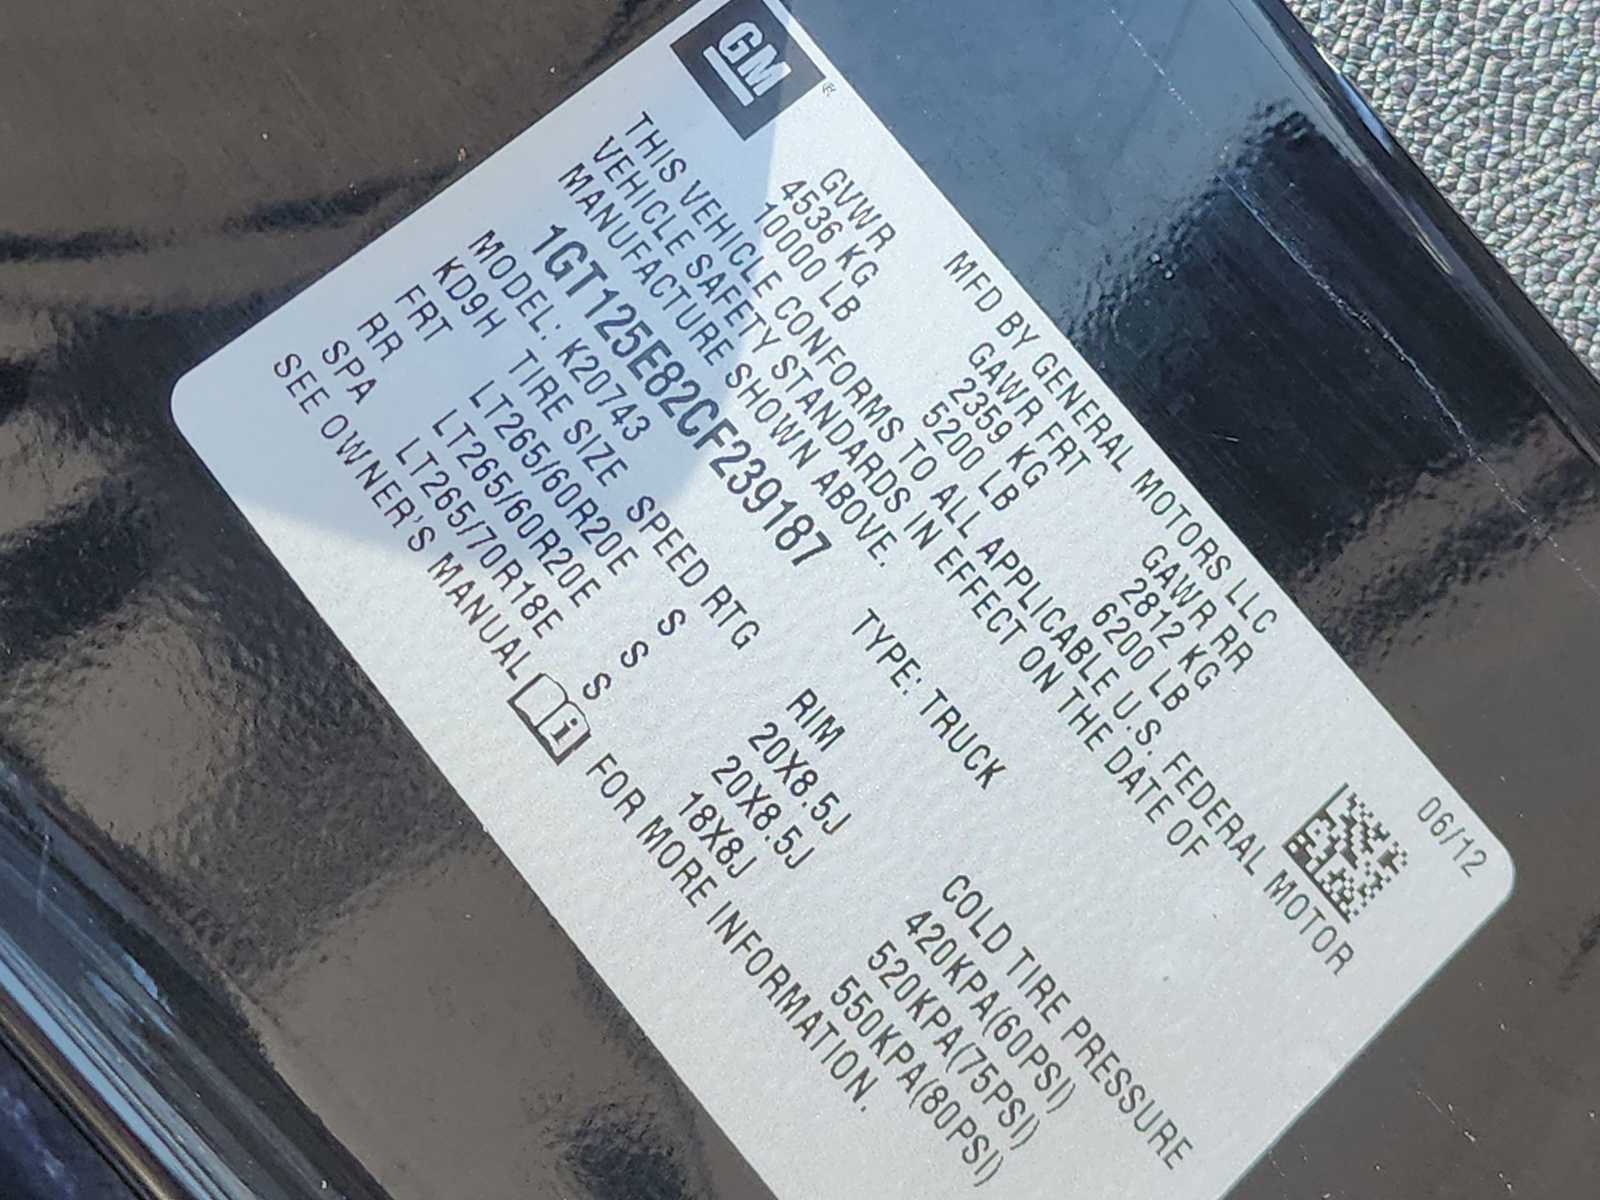 GM®
MFD BY GENERAL MOTORS LLC 06/12
GVWR GAWR FRT GAWR RR
4536 KG 2359 KG 2812 KG
10000 LB 5200 LB 6200 LB
THIS VEHICLE CONFORMS TO ALL APPLICABLE U.S. FEDERAL MOTOR
VEHICLE SAFETY STANDARDS IN EFFECT ON THE DATE OF
MANUFACTURE SHOWN ABOVE.
1GT125E82CF239187 TYPE: TRUCK
MODEL: K20743
KD9H TIRE SIZE SPEED RTG RIM COLD TIRE PRESSURE
FRT LT265/60R20E S 20X8.5J 420KPA(60PSI)
RR LT265/60R20E S 20X8.5J 520KPA(75PSI)
SPA LT265/70R18E S 18X8J 550KPA(80PSI)
SEE OWNER'S MANUAL i FOR MORE INFORMATION.